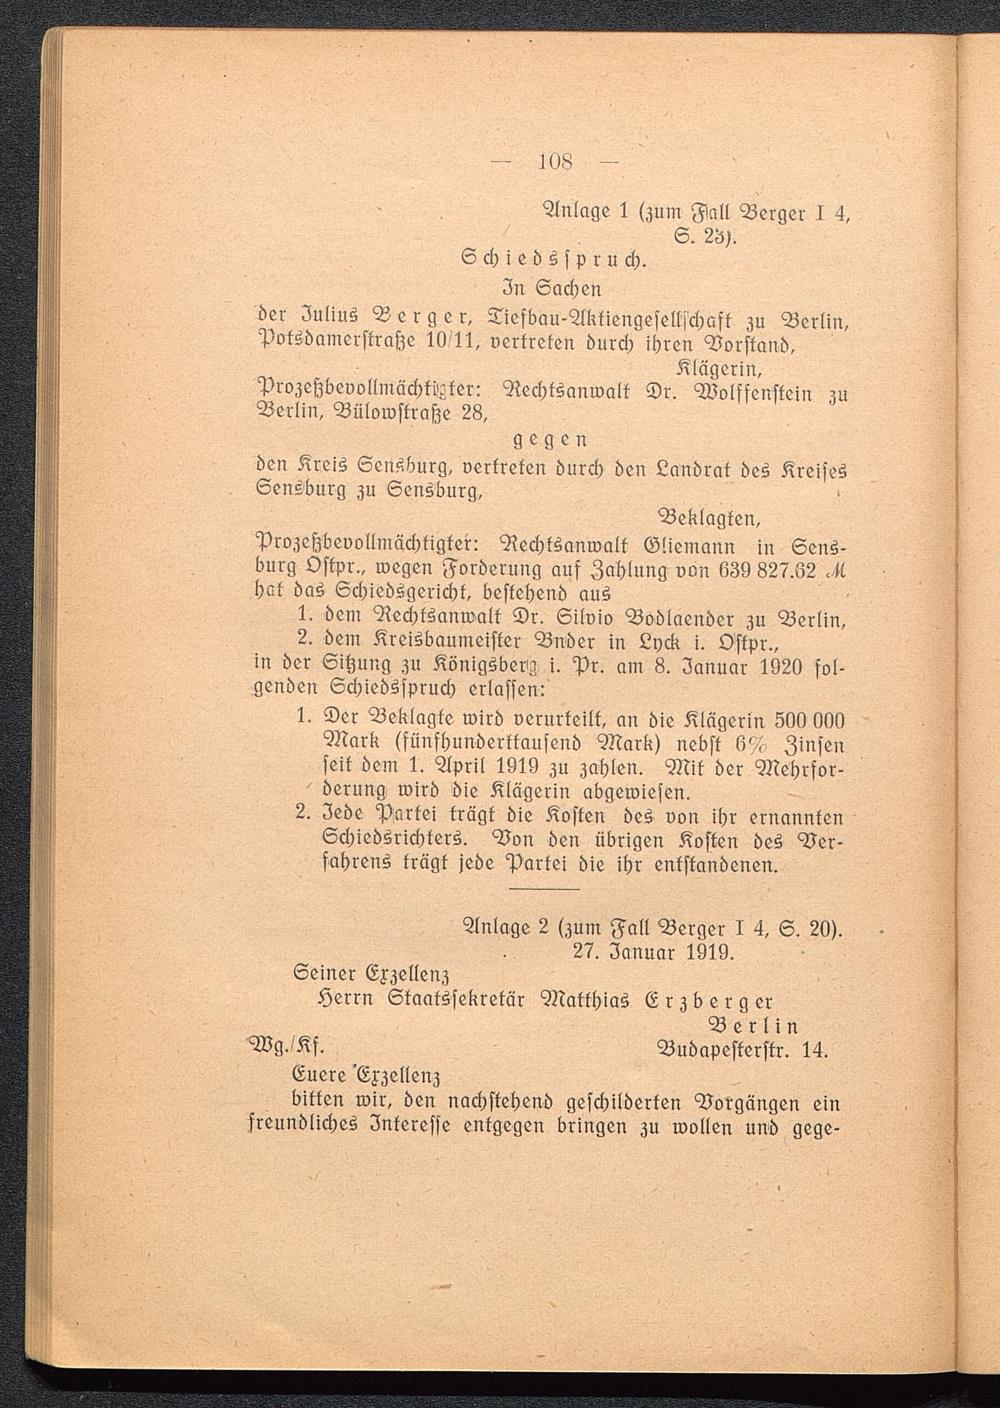 — 108 —
Anlage 1 (zum Fall Berger I 4,
S. 23).
Schiedsspruch.
In Sachen
der Julius Berger, Tiefbau-Aktiengesellschaft zu Berlin,
Potsdamerstraße 10/11, vertreten durch ihren Vorstand,
Klägerin,
Prozeßbevollmächtigter: Rechtsanwalt Dr. Wolffenstein zu
Berlin, Bülowstraße 28,
gegen
den Kreis Sensburg, vertreten durch den Landrat des Kreises
Sensburg zu Sensburg,
Beklagten,
Prozeßbevollmächtigter: Rechtsanwalt Gliemann in Sens-
burg Ostpr., wegen Forderung auf Zahlung von 639 827.62 M
hat das Schiedsgericht, bestehend aus
1. dem Rechtsanwalt Dr. Silvio Bodlaender zu Berlin,
2. dem Kreisbaumeister Bnder in Lyck i. Ostpr.,
in der Sitzung zu Königsberg i. Pr. am 8. Januar 1920 fol-
genden Schiedsspruch erlassen:
1. Der Beklagte wird verurteilt, an die Klägerin 500 000
Mark (fünfhunderttausend Mark) nebst 6% Zinsen
seit dem 1. April 1919 zu zahlen. Mit der Mehrfor-
derung wird die Klägerin abgewiesen.
2. Jede Partei trägt die Kosten des von ihr ernannten
Schiedsrichters. Von den übrigen Kosten des Ver-
fahrens trägt jede Partei die ihr entstandenen.
Anlage 2 (zum Fall Berger I 4, S. 20).
27. Januar 1919.
Seiner Exzellenz
Herrn Staatssekretär Matthias Erzberger
Berlin
Wg./Kf. Budapesterstr. 14.
Euere Exzellenz
bitten wir, den nachstehend geschilderten Vorgängen ein
freundliches Interesse entgegen bringen zu wollen und gege-